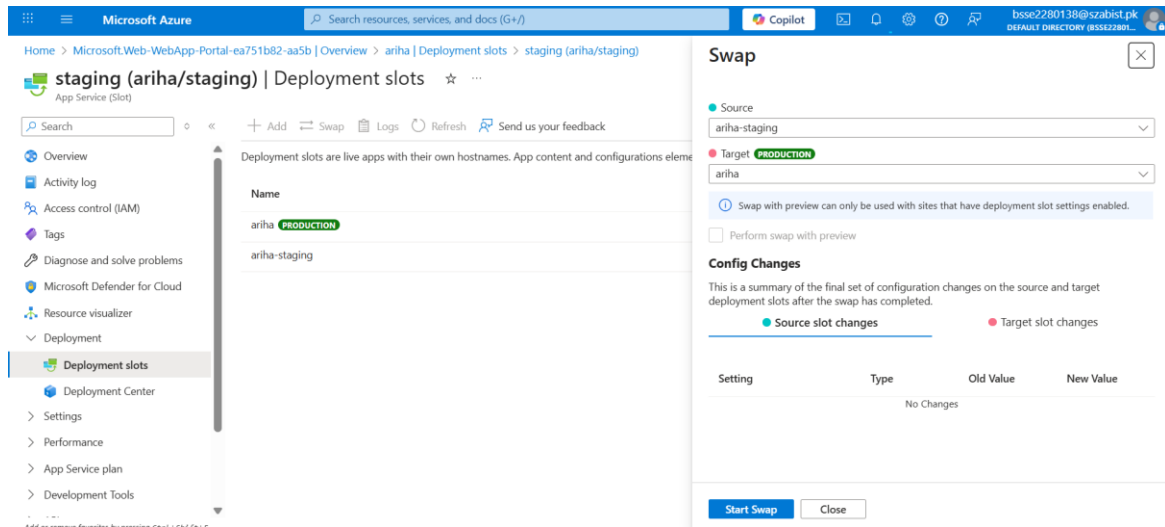 Microsoft Azure
Search resources, services, and docs (G+/)
Copilot
bsse2280138@szabist.pk
DEFAULT DIRECTORY (BSSE22801...
Home > Microsoft.Web-WebApp-Portal-ea751b82-aa5b | Overview > ariha | Deployment slots > staging (ariha/staging)
staging (ariha/staging) | Deployment slots
App Service (Slot)
Search
Add Swap Logs Refresh Send us your feedback
Overview
Activity log
Access control (IAM)
Tags
Diagnose and solve problems
Microsoft Defender for Cloud
Resource visualizer
Deployment
Deployment slots
Deployment Center
Settings
Performance
App Service plan
Development Tools
Deployment slots are live apps with their own hostnames. App content and configurations eleme
Name
ariha PRODUCTION
ariha-staging
Swap
Source
ariha-staging
Target PRODUCTION
ariha
Swap with preview can only be used with sites that have deployment slot settings enabled.
Perform swap with preview
Config Changes
This is a summary of the final set of configuration changes on the source and target
deployment slots after the swap has completed.
Source slot changes Target slot changes
Setting Type Old Value New Value
No Changes
Start Swap Close